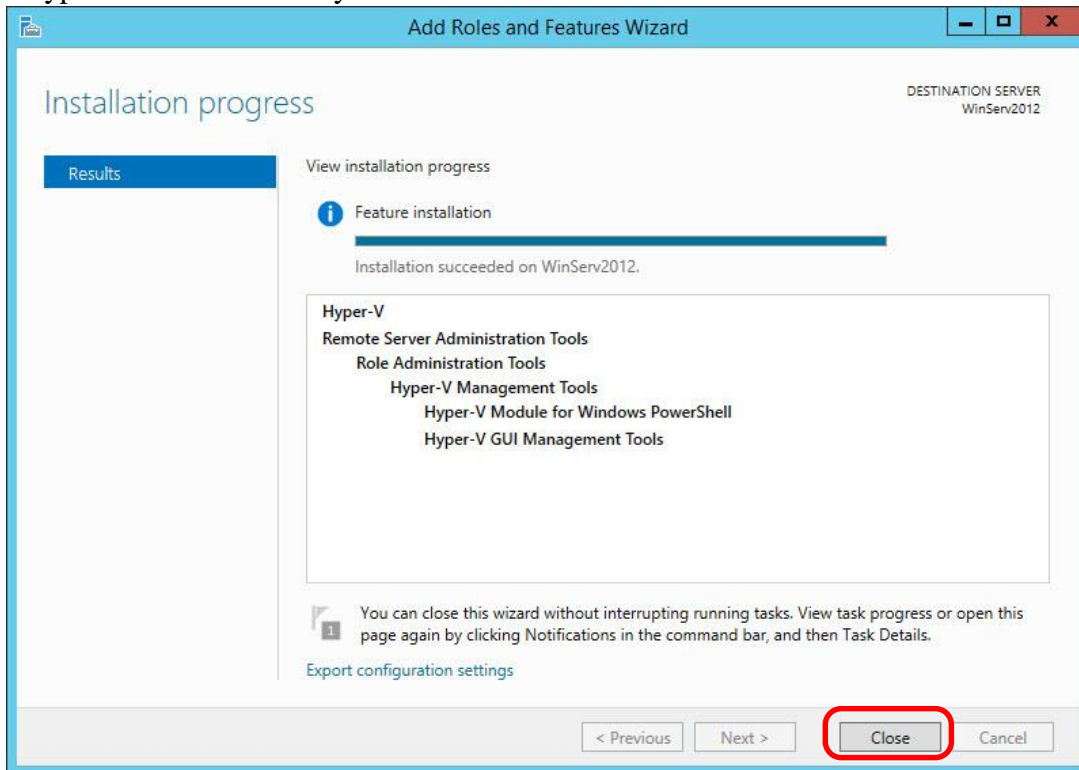 Add Roles and Features Wizard
Installation progress
DESTINATION SERVER
WinServ2012
Results
View installation progress
Feature installation
Installation succeeded on WinServ2012.
Hyper-V
Remote Server Administration Tools
Role Administration Tools
Hyper-V Management Tools
Hyper-V Module for Windows PowerShell
Hyper-V GUI Management Tools
1
You can close this wizard without interrupting running tasks. View task progress or open this
page again by clicking Notifications in the command bar, and then Task Details.
Export configuration settings
< Previous
Next >
Close
Cancel